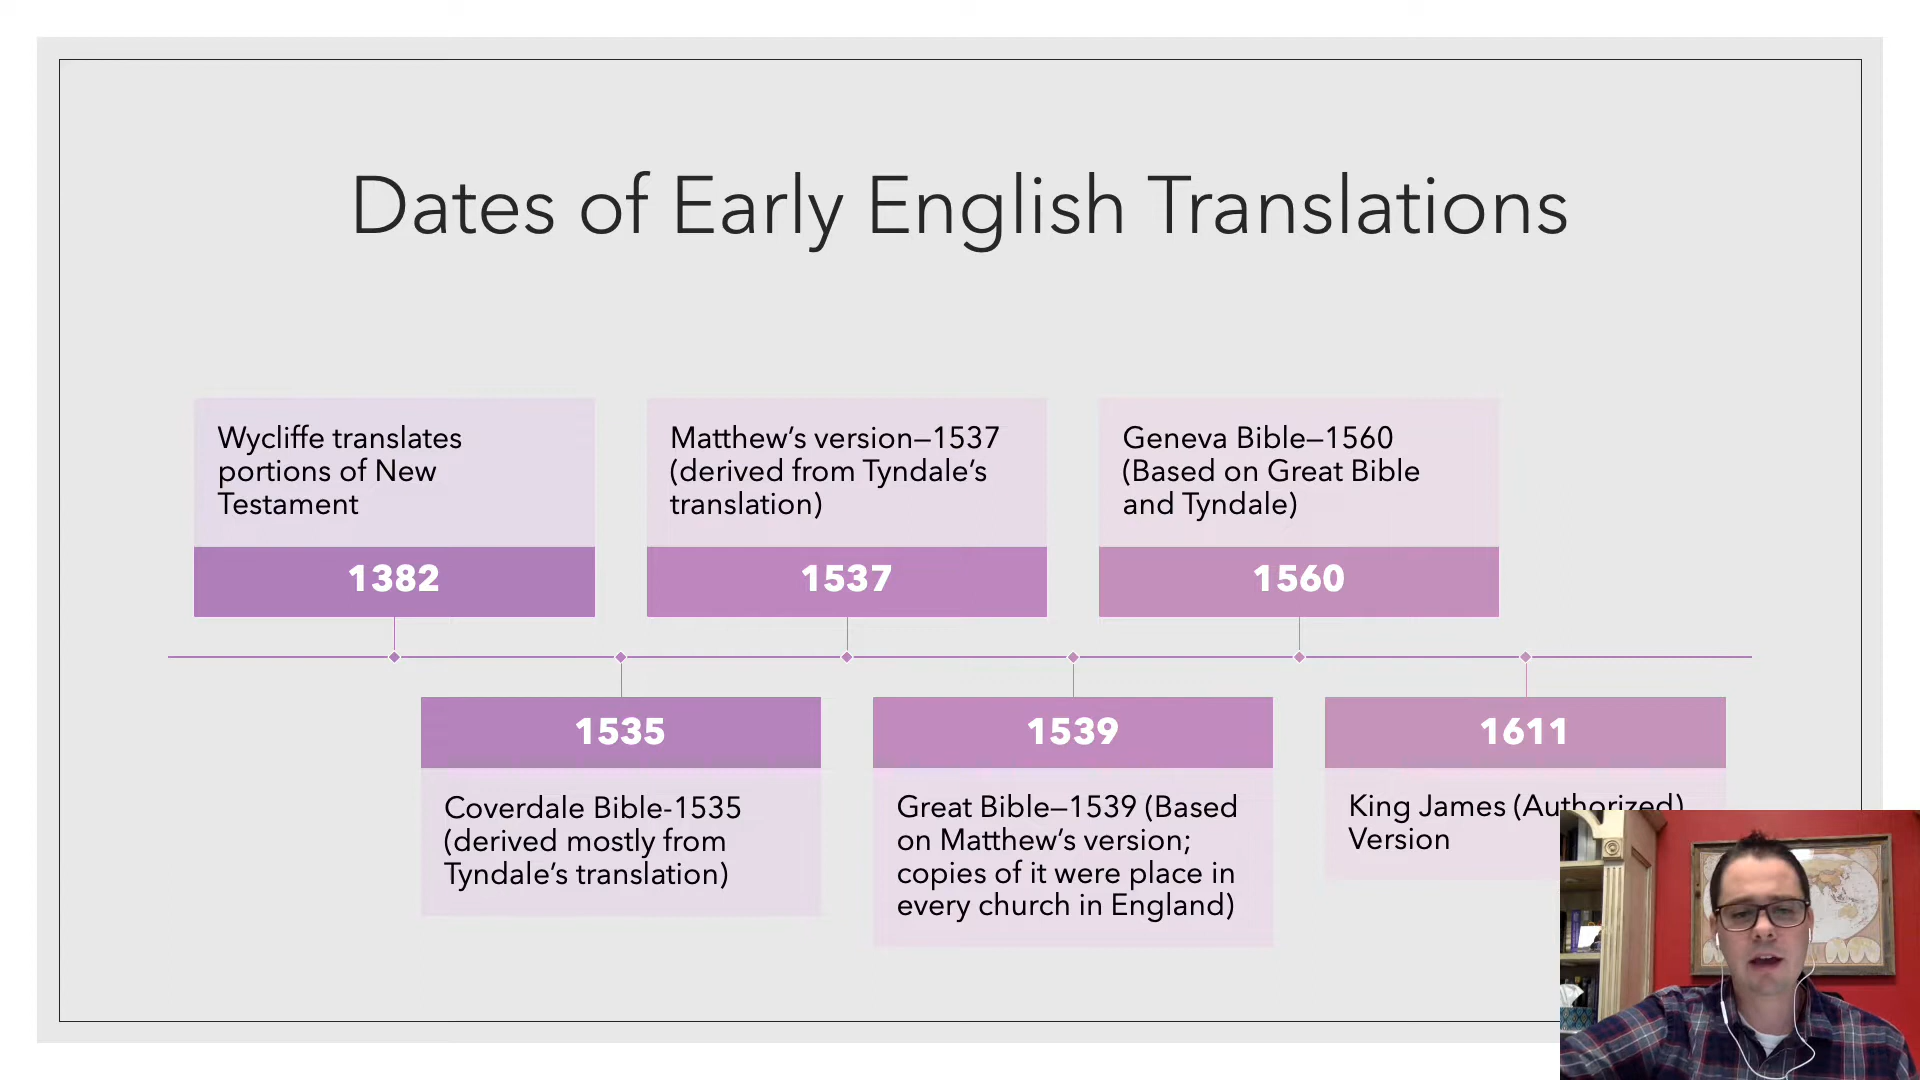 Dates of Early English Translations
Wycliffe translates
portions of New
Testament
1382
1535
Coverdale Bible-1535
(derived mostly from
Tyndale’s translation)
Matthew’s version—1537
(derived from Tyndale’s
translation)
1537
1539
Great Bible—1539 (Based
on Matthew’s version;
copies of it were place in
every church in England)
Geneva Bible—1560
(Based on Great Bible
and Tyndale)
1560
1611
King James (Authorized)
Version